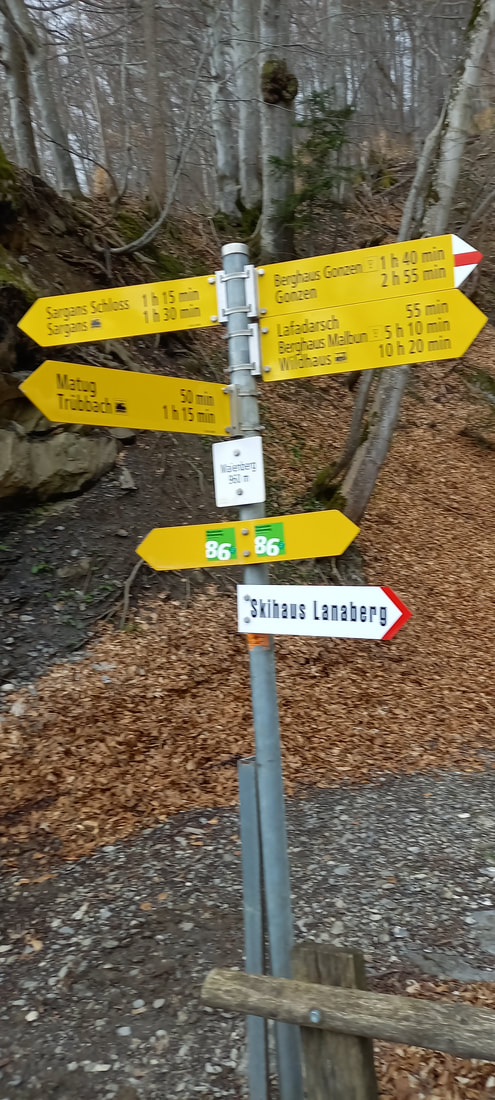 Sargans Schloss 1 h 15 min
Sargans 1 h 30 min
Berghaus Gonzen 1 h 40 min
Gonzen 2 h 55 min
Lafadarsch 55 min
Berghaus Malbun 5 h 10 min
Wildhaus 10 h 20 min
Matug 50 min
Trübbach 1 h 15 min
Maienberg
960 m
86 86
Skihaus Lanaberg